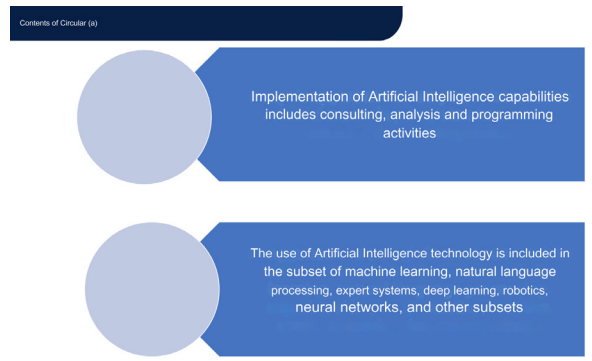 Contents of Circular (a)
Implementation of Artificial Intelligence capabilities
includes consulting, analysis and programming
activities
The use of Artificial Intelligence technology is included in
the subset of machine learning, natural language
processing, expert systems, deep learning, robotics,
neural networks, and other subsets